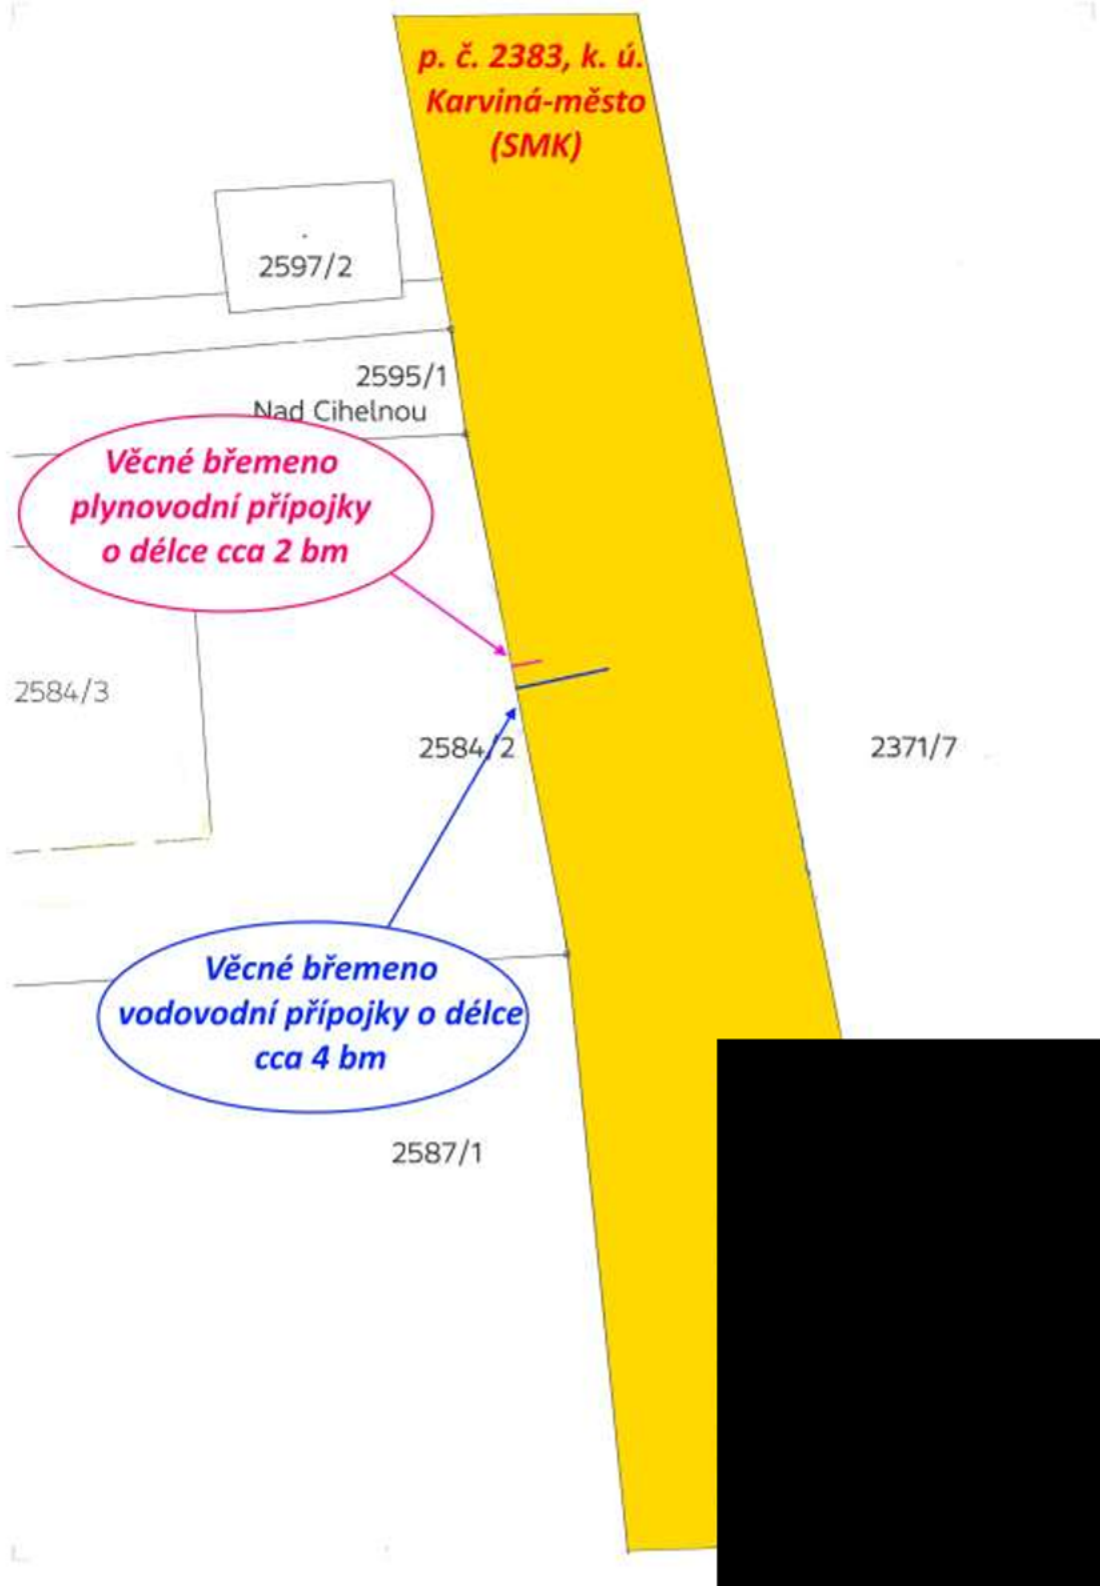 p. č. 2383, k. ú.
Karviná-město
(SMK)
2597/2
2595/1
Nad Cihelnou
Věcné břemeno
plynovodní přípojky
o délce cca 2 bm
2584/3
2584/2
2371/7
Věcné břemeno
vodovodní přípojky o délce
cca 4 bm
2587/1